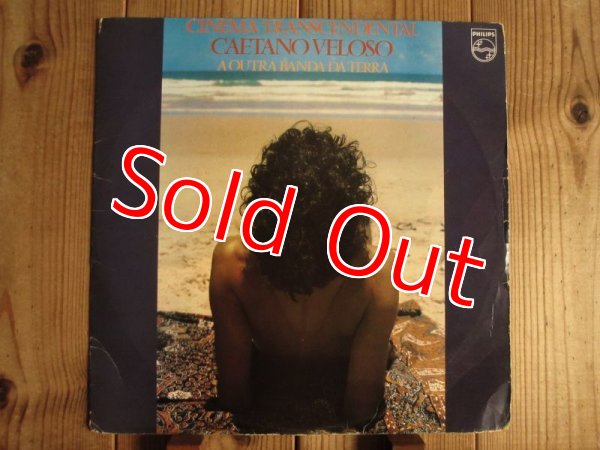 CINEMA TRANSCENDENTAL
CAETANO VELOSO
A OUTRA BANDA DA TERRA
PHILIPS
Sold Out